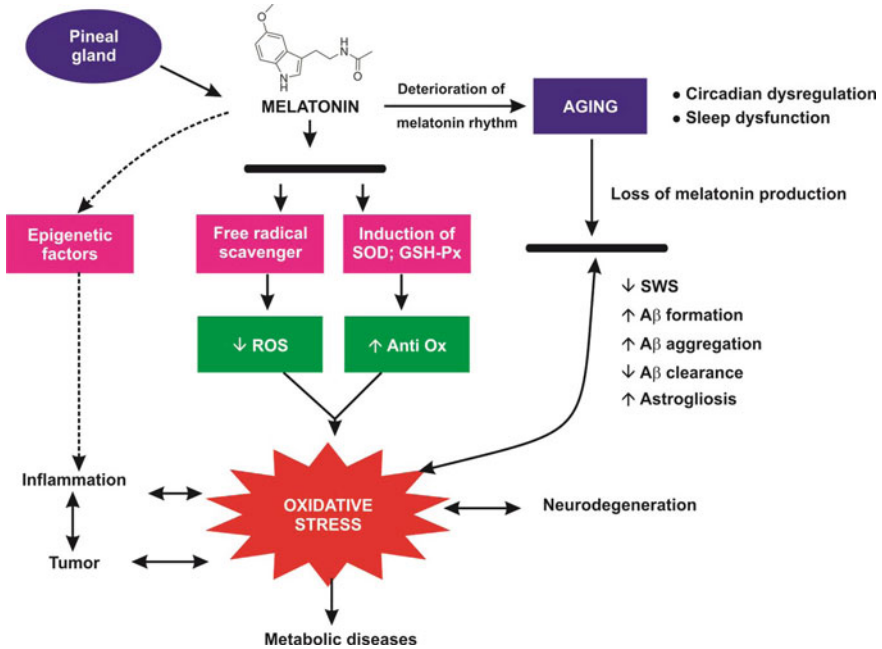 Pineal
gland
O
NH
O
N
H
MELATONIN
Deterioration of
melatonin rhythm
AGING
● Circadian dysregulation
● Sleep dysfunction
Loss of melatonin production
Epigenetic
factors
Free radical
scavenger
Induction of
SOD; GSH-Px
↓ ROS
↑ Anti Ox
↓ SWS
↑ Aβ formation
↑ Aβ aggregation
↓ Aβ clearance
↑ Astrogliosis
Inflammation
Tumor
OXIDATIVE
STRESS
Neurodegeneration
Metabolic diseases